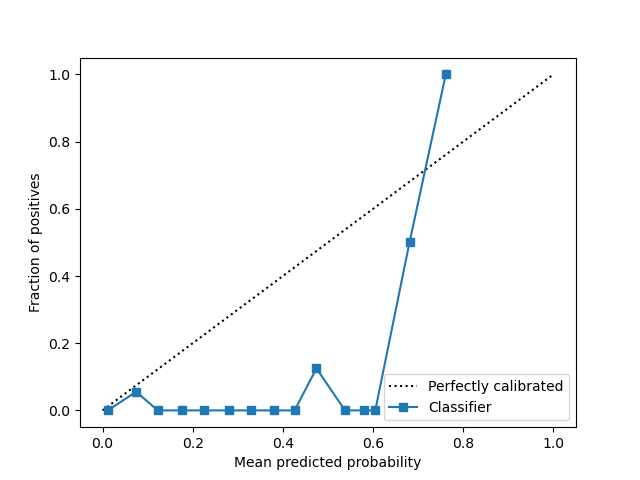 1.0
0.8
0.6
0.4
0.2
0.0
Fraction of positives
Perfectly calibrated
Classifier
0.0 0.2 0.4 0.6 0.8 1.0
Mean predicted probability